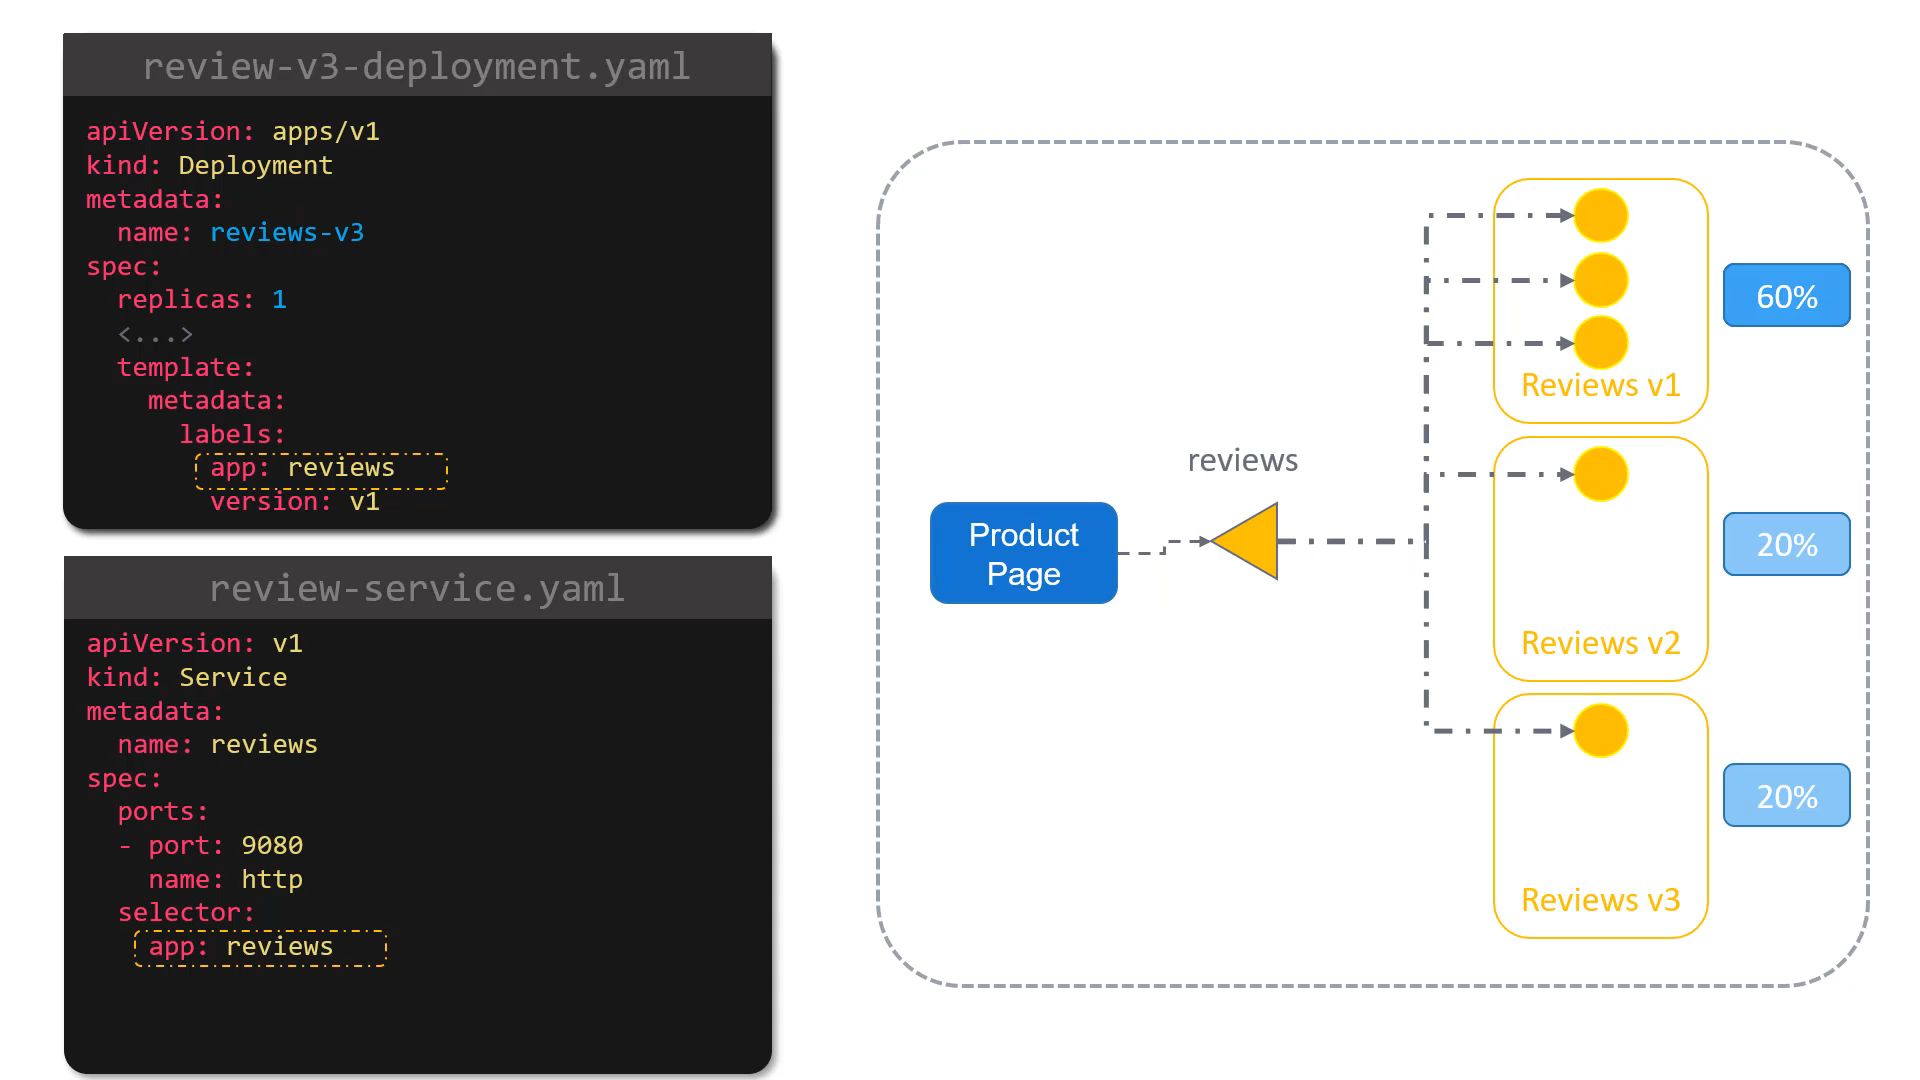 review-v3-deployment.yaml
apiVersion: apps/v1
kind: Deployment
metadata:
  name: reviews-v3
spec:
  replicas: 1
  <...>
  template:
    metadata:
      labels:
        app: reviews
        version: v1
review-service.yaml
apiVersion: v1
kind: Service
metadata:
  name: reviews
spec:
  ports:
  - port: 9080
    name: http
  selector:
    app: reviews
Product
Page
reviews
Reviews v1
60%
Reviews v2
20%
Reviews v3
20%